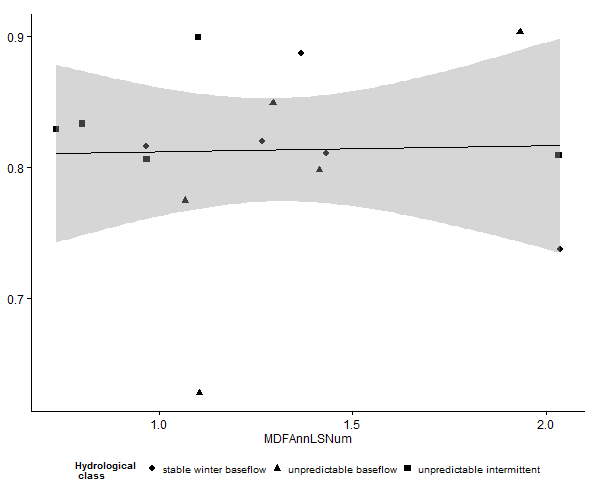 0.9
0.8
0.7
1.0 1.5 2.0
MDFAnnLSNum
Hydrological
class
stable winter baseflow unpredictable baseflow unpredictable intermittent